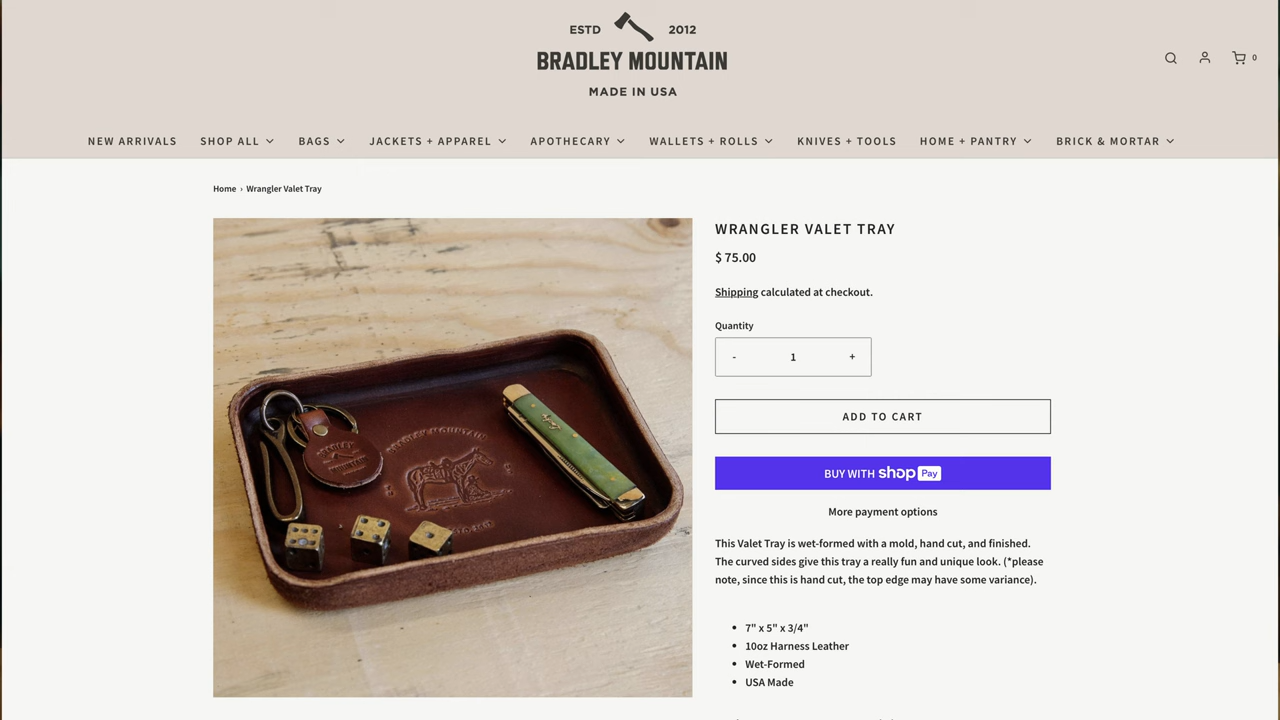 ESTD 2012
BRADLEY MOUNTAIN
MADE IN USA
0
NEW ARRIVALS SHOP ALL BAGS JACKETS + APPAREL APOTHECARY WALLETS + ROLLS KNIVES + TOOLS HOME + PANTRY BRICK & MORTAR
Home › Wrangler Valet Tray
WRANGLER VALET TRAY
$ 75.00
Shipping calculated at checkout.
Quantity
- 1 +
ADD TO CART
BUY WITH shop Pay
More payment options
This Valet Tray is wet-formed with a mold, hand cut, and finished.
The curved sides give this tray a really fun and unique look. (*please
note, since this is hand cut, the top edge may have some variance).
• 7" x 5" x 3/4"
• 10oz Harness Leather
• Wet-Formed
• USA Made
BRADLEY MOUNTAIN